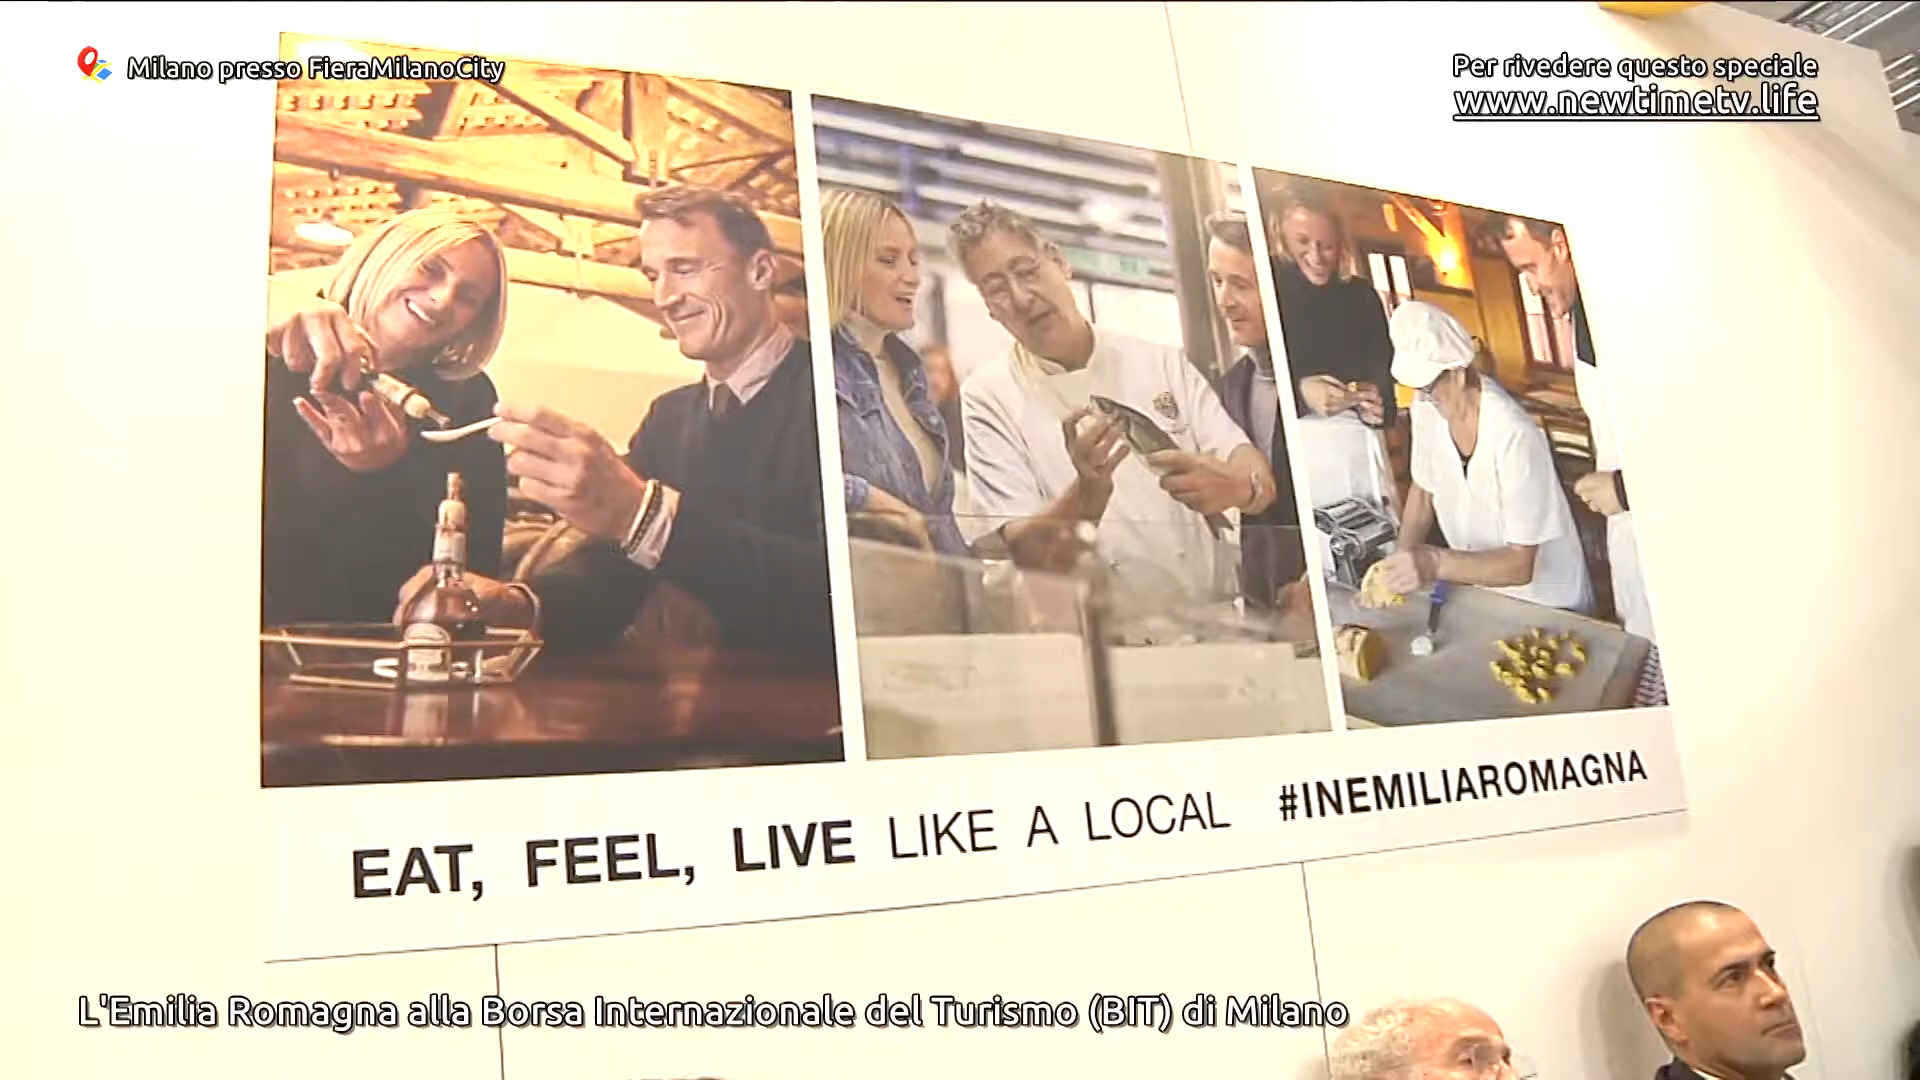 Milano presso FieraMilanoCity
Per rivedere questo speciale
www.newtimetv.life
EAT, FEEL, LIVE LIKE A LOCAL #INEMILIAROMAGNA
L'Emilia Romagna alla Borsa Internazionale del Turismo (BIT) di Milano